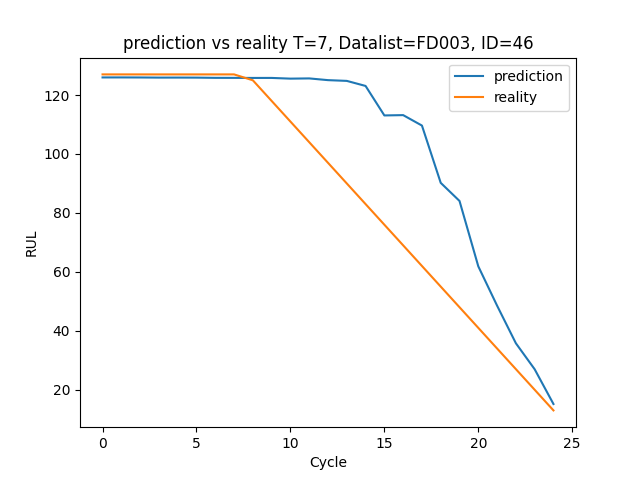 prediction vs reality T=7, Datalist=FD003, ID=46
prediction
reality
120
100
80
60
40
20
RUL
0 5 10 15 20 25
Cycle